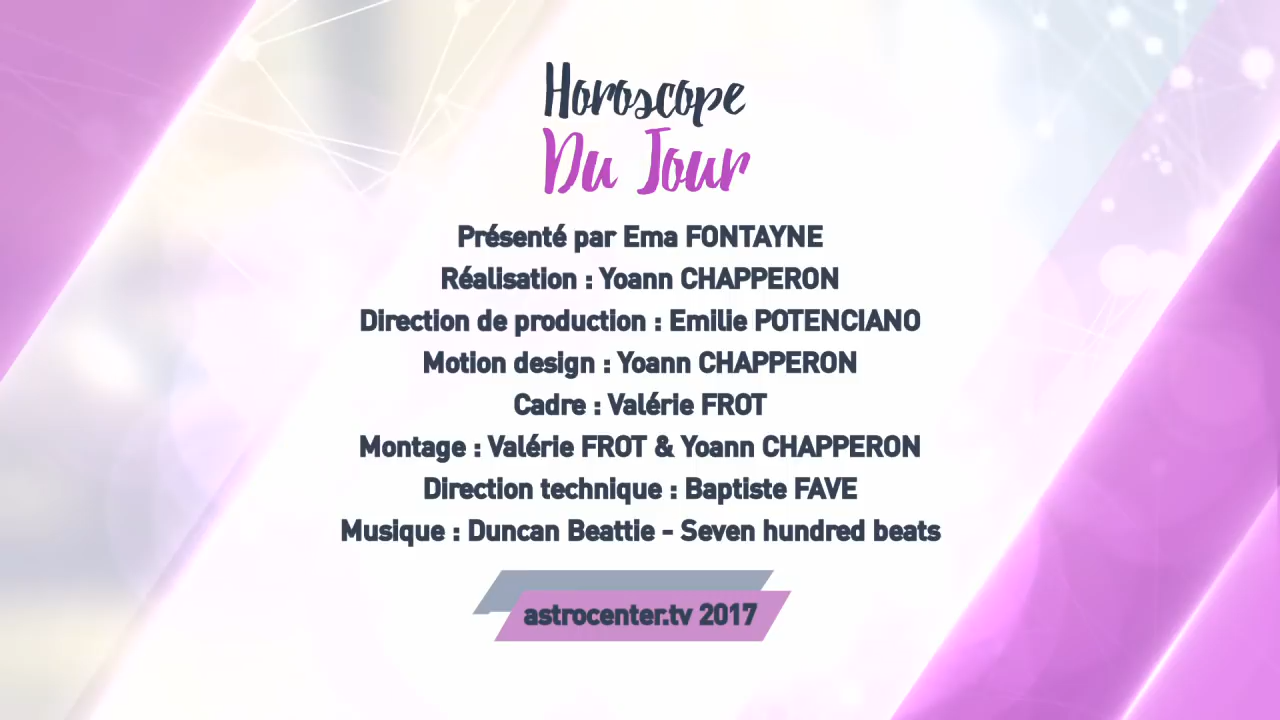 Horoscope
Du Jour
Présenté par Ema FONTAYNE
Réalisation : Yoann CHAPPERON
Direction de production : Emilie POTENCIANO
Motion design : Yoann CHAPPERON
Cadre : Valérie FROT
Montage : Valérie FROT & Yoann CHAPPERON
Direction technique : Baptiste FAVE
Musique : Duncan Beattie - Seven hundred beats
astrocenter.tv 2017